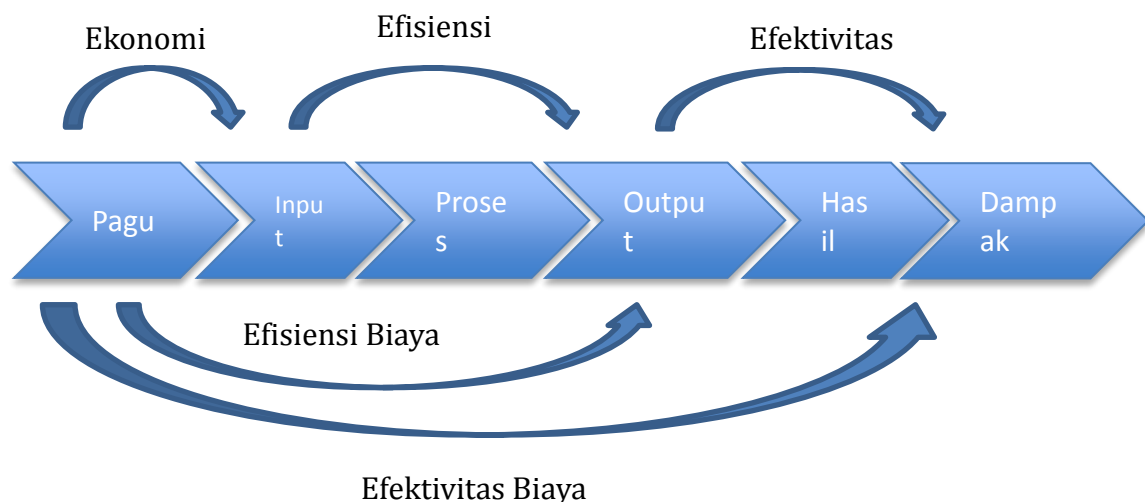 Ekonomi
Efisiensi
Efektivitas
Pagu
Inpu
t
Prose
s
Outpu
t
Has
il
Damp
ak
Efisiensi Biaya
Efektivitas Biaya